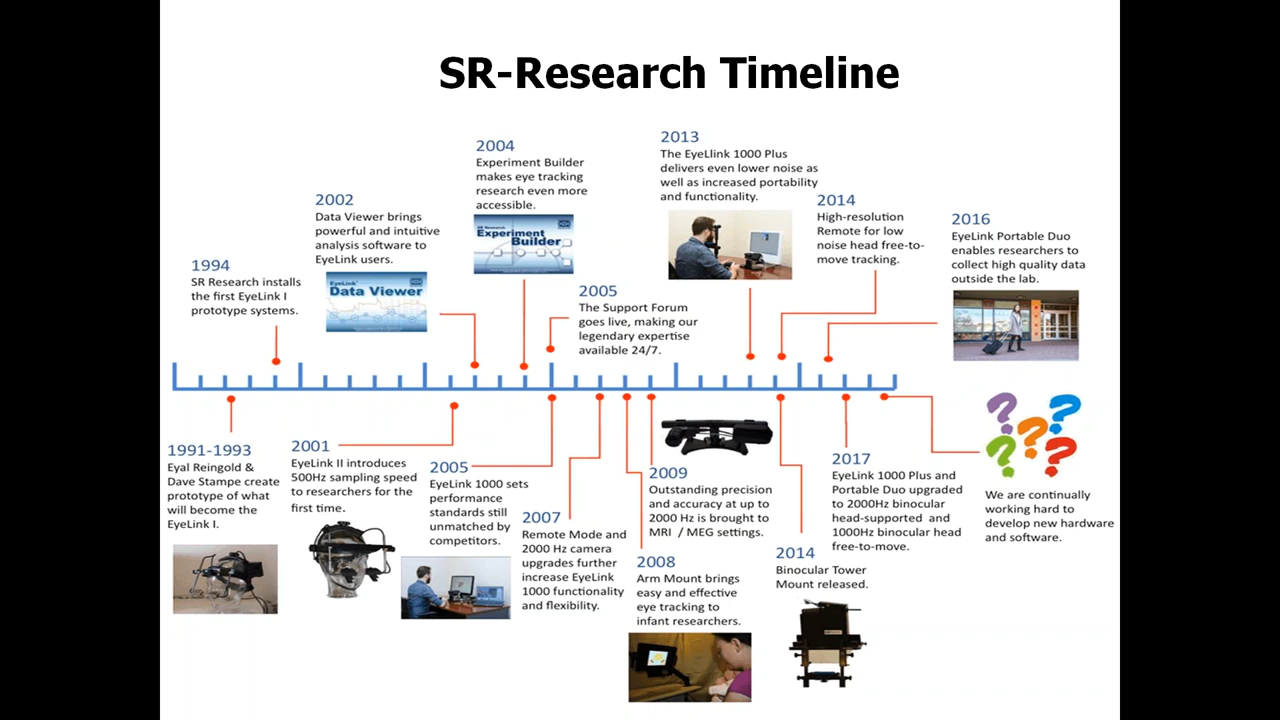 SR-Research Timeline
1994
SR Research installs
the first EyeLink I
prototype systems.
2002
Data Viewer brings
powerful and intuitive
analysis software to
EyeLink users.
EyeLink
Data Viewer
2004
Experiment Builder
makes eye tracking
research even more
accessible.
SR Research
Experiment
Builder
2005
The Support Forum
goes live, making our
legendary expertise
available 24/7.
2013
The EyeLlink 1000 Plus
delivers even lower noise as
well as increased portability
and functionality.
2014
High-resolution
Remote for low
noise head free-to-
move tracking.
2016
EyeLink Portable Duo
enables researchers to
collect high quality data
outside the lab.
1991-1993
Eyal Reingold &
Dave Stampe create
prototype of what
will become the
EyeLink I.
2001
EyeLink II introduces
500Hz sampling speed
to researchers for the
first time.
2005
EyeLink 1000 sets
performance
standards still
unmatched by
competitors.
2007
Remote Mode and
2000 Hz camera
upgrades further
increase EyeLink
1000 functionality
and flexibility.
2008
Arm Mount brings
easy and effective
eye tracking to
infant researchers.
2009
Outstanding precision
and accuracy at up to
2000 Hz is brought to
MRI / MEG settings.
2014
Binocular Tower
Mount released.
2017
EyeLink 1000 Plus and
Portable Duo upgraded
to 2000Hz binocular
head-supported and
1000Hz binocular head
free-to-move.
? ? ? ? ?
We are continually
working hard to
develop new hardware
and software.